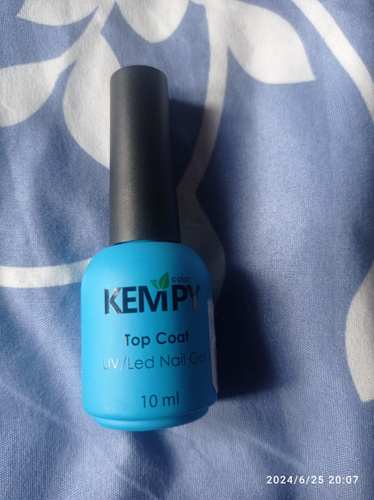 color
KEMPY
Top Coat
UV/Led Nail Gel
10 ml
2024/6/25 20:07